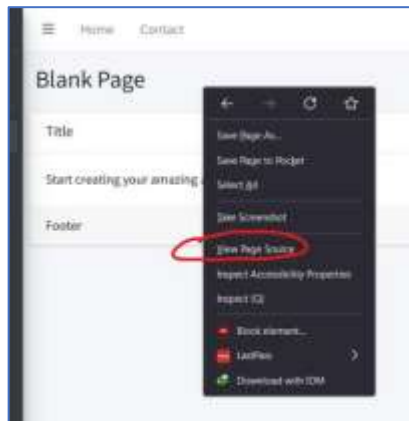 Home Contact
Blank Page
Title
Start creating your amazing
Footer
Save Page As...
Save Page to Pocket
Select All
Take Screenshot
View Page Source
Inspect Accessibility Properties
Inspect (Q)
Block element...
LastPass
Download with IDM